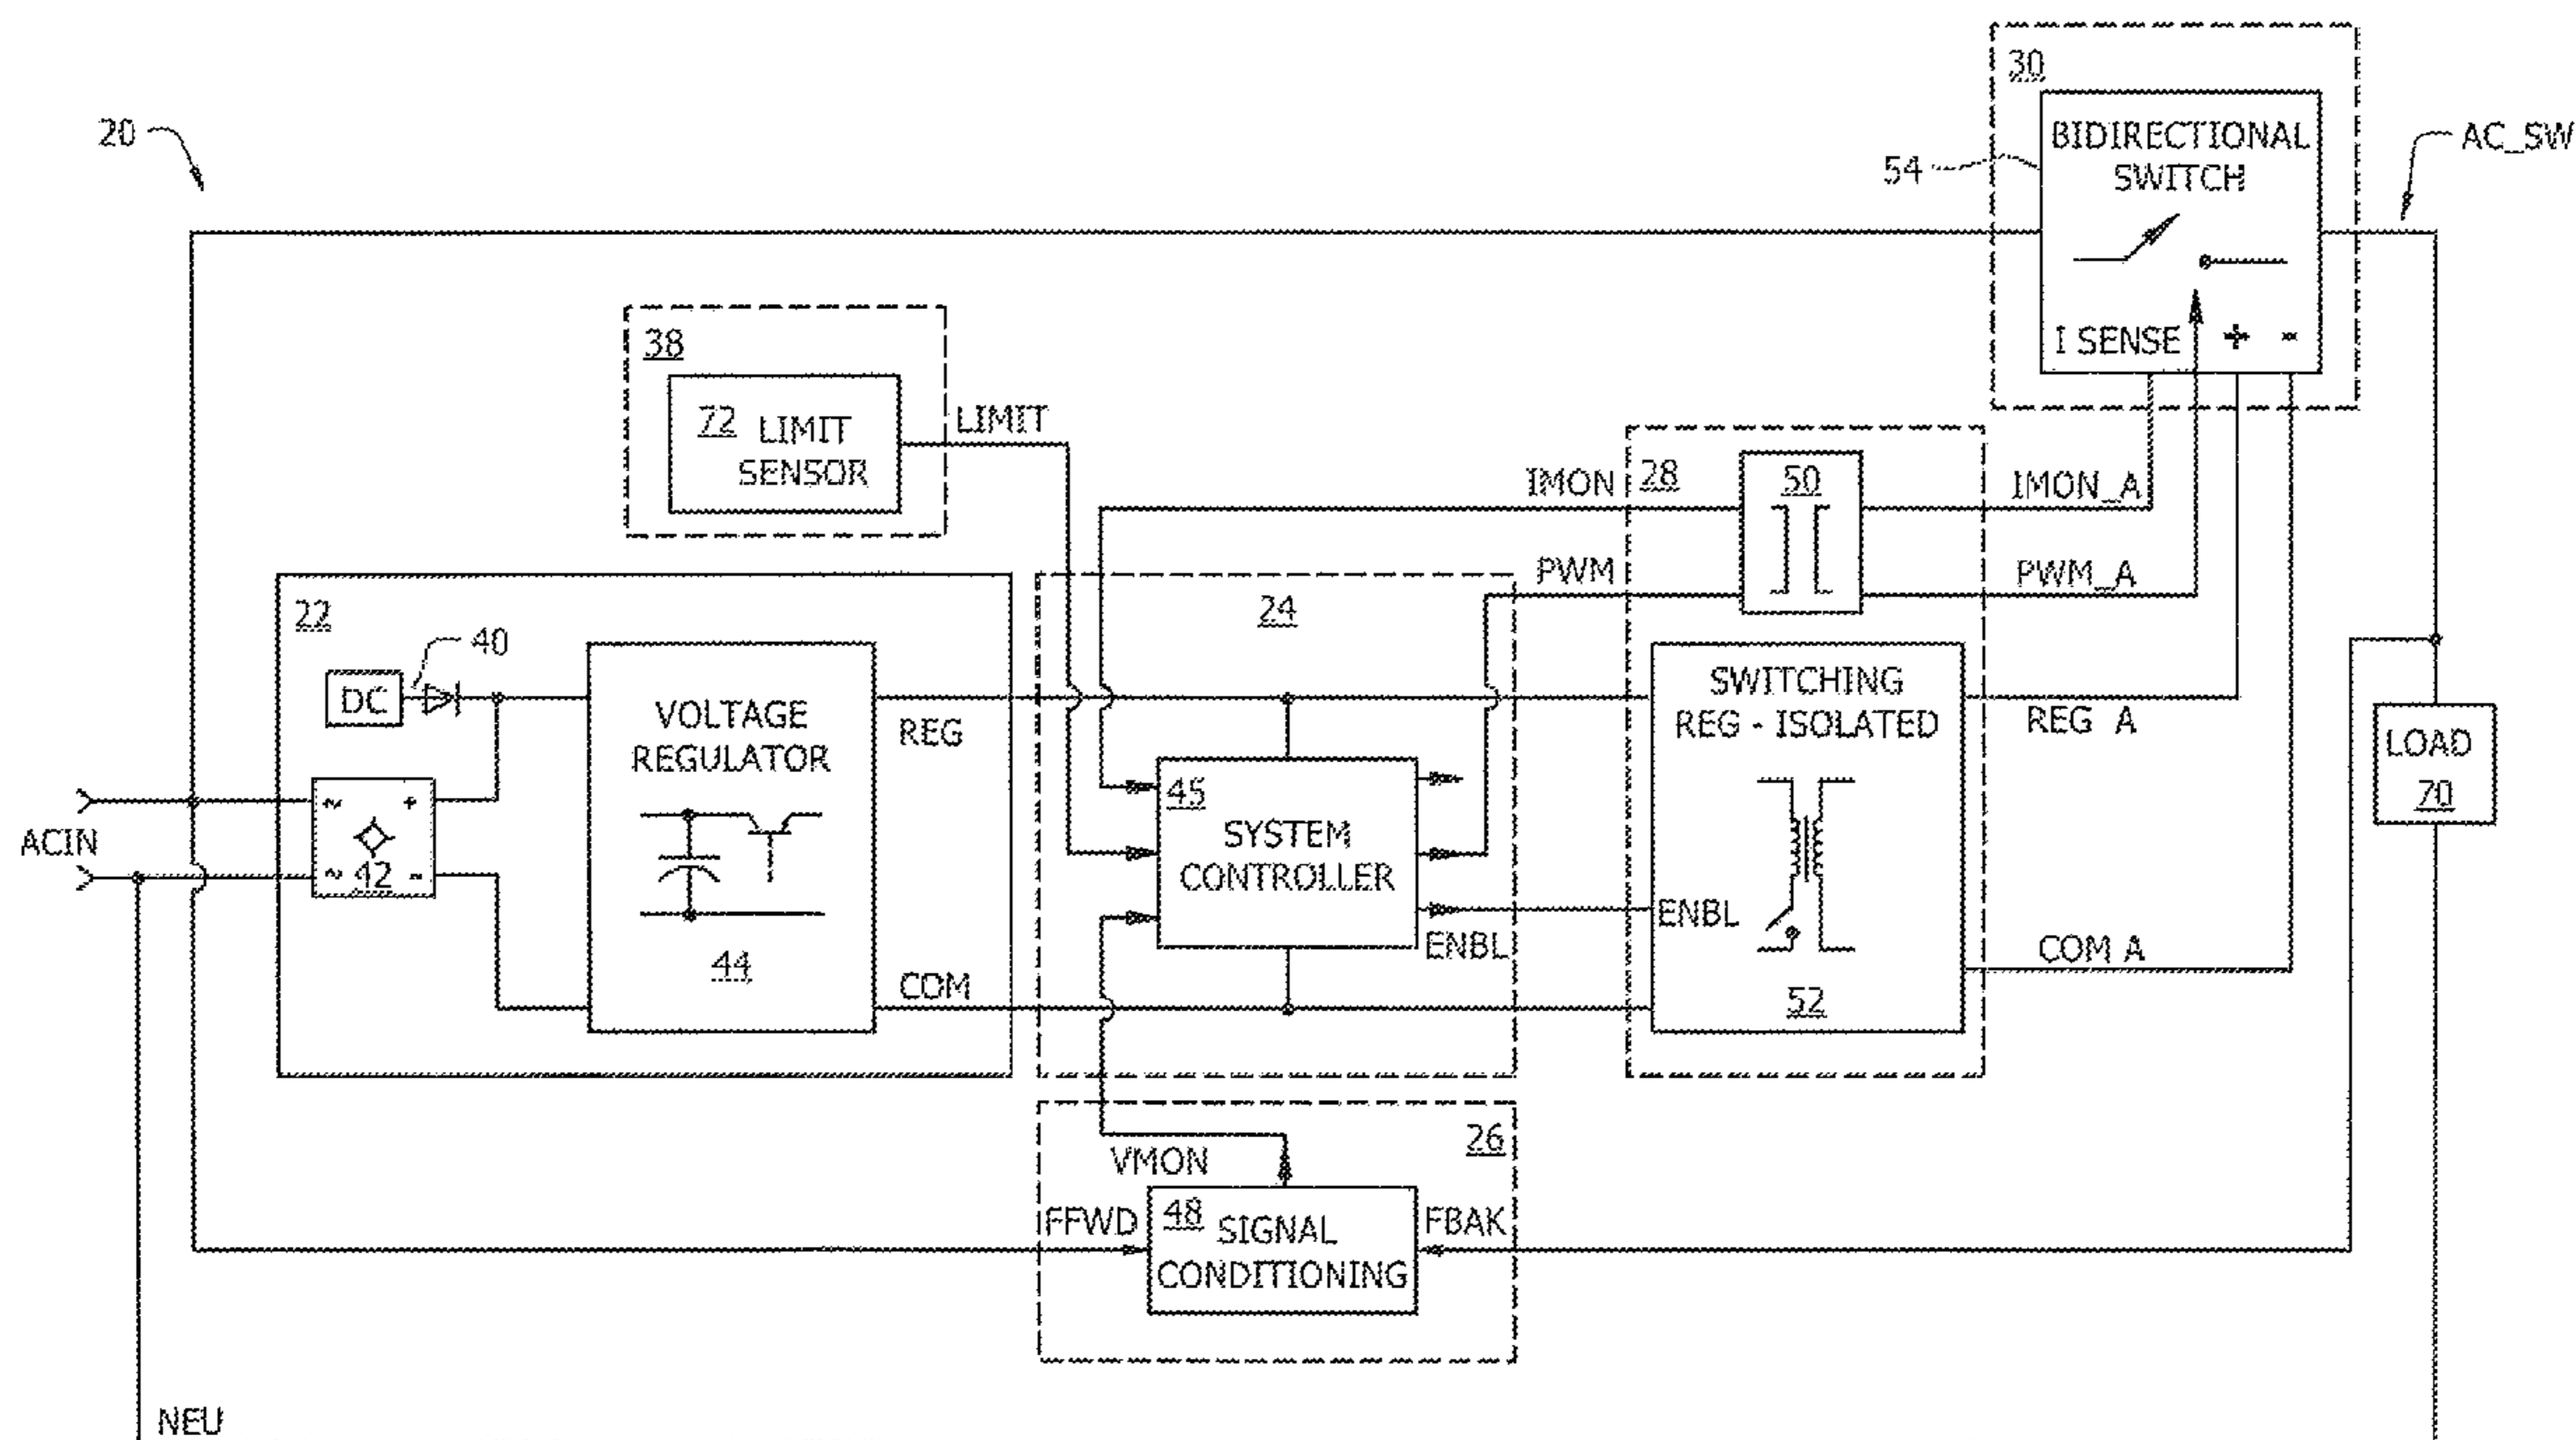 30
20
BIDIRECTIONAL
SWITCH
54
AC_SW
I SENSE + -
38
72 LIMIT
SENSOR
LIMIT
IMON
28
50
IMON_A
PWM
PWM_A
22
40
24
DC
VOLTAGE
REGULATOR
REG
SWITCHING
REG - ISOLATED
REG A
LOAD
70
45
SYSTEM
CONTROLLER
ACIN
~ +
~ -
42
44
COM
ENBL
ENBL
COM A
52
26
VMON
FFWD
48 SIGNAL
CONDITIONING
FBAK
NEU